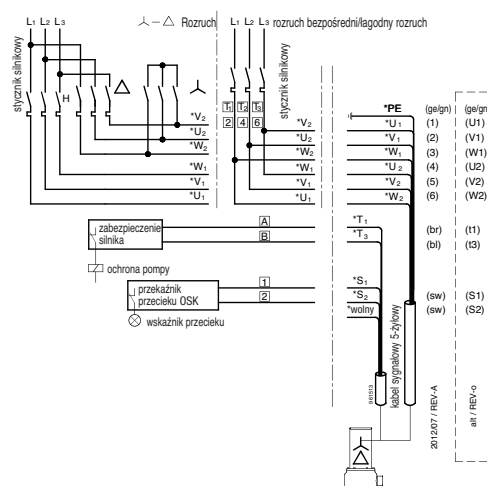 L1 L2 L3
Rozruch
L1 L2 L3
rozruch bezpośredni/łagodny rozruch
stycznik silnikowy
H
stycznik silnikowy
T1 T2 T3
2 4 6
*PE (ge/gn) (ge/gn)
*V2 *V2 *U1 (1) (U1)
*U2 *U2 *V1 (2) (V1)
*W2 *W2 *W1 (3) (W1)
*W1 *W1 *U2 (4) (U2)
*V1 *V1 *V2 (5) (V2)
*U1 *U1 *W2 (6) (W2)
zabezpieczenie
silnika
A *T1 (br) (t1)
B *T3 (bl) (t3)
ochrona pompy
przekaźnik
przecieku OSK
1 *S1 (sw) (S1)
2 *S2 (sw) (S2)
*wolny
wskaźnik przecieku
kabel sygnałowy 5-żyłowy
961513
2012/07 / REV-A
alt / REV-o